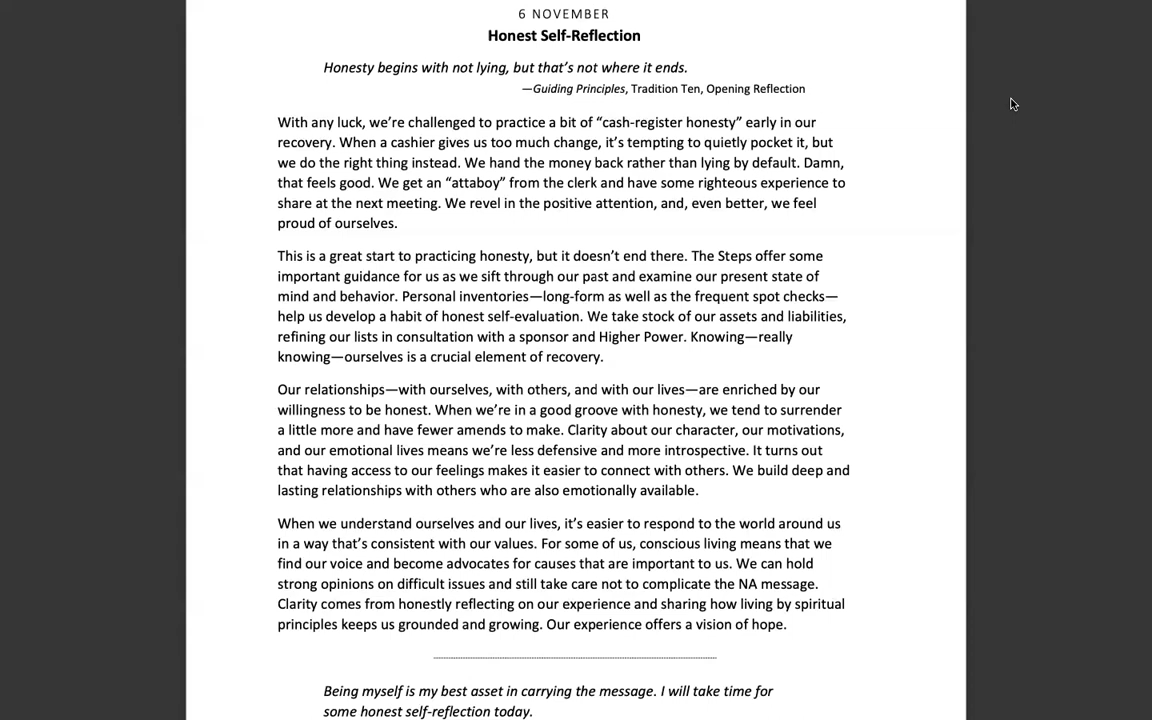 6 NOVEMBER
Honest Self-Reflection
Honesty begins with not lying, but that’s not where it ends.
—Guiding Principles, Tradition Ten, Opening Reflection
With any luck, we’re challenged to practice a bit of “cash-register honesty” early in our
recovery. When a cashier gives us too much change, it’s tempting to quietly pocket it, but
we do the right thing instead. We hand the money back rather than lying by default. Damn,
that feels good. We get an “attaboy” from the clerk and have some righteous experience to
share at the next meeting. We revel in the positive attention, and, even better, we feel
proud of ourselves.
This is a great start to practicing honesty, but it doesn’t end there. The Steps offer some
important guidance for us as we sift through our past and examine our present state of
mind and behavior. Personal inventories—long-form as well as the frequent spot checks—
help us develop a habit of honest self-evaluation. We take stock of our assets and liabilities,
refining our lists in consultation with a sponsor and Higher Power. Knowing—really
knowing—ourselves is a crucial element of recovery.
Our relationships—with ourselves, with others, and with our lives—are enriched by our
willingness to be honest. When we’re in a good groove with honesty, we tend to surrender
a little more and have fewer amends to make. Clarity about our character, our motivations,
and our emotional lives means we’re less defensive and more introspective. It turns out
that having access to our feelings makes it easier to connect with others. We build deep and
lasting relationships with others who are also emotionally available.
When we understand ourselves and our lives, it’s easier to respond to the world around us
in a way that’s consistent with our values. For some of us, conscious living means that we
find our voice and become advocates for causes that are important to us. We can hold
strong opinions on difficult issues and still take care not to complicate the NA message.
Clarity comes from honestly reflecting on our experience and sharing how living by spiritual
principles keeps us grounded and growing. Our experience offers a vision of hope.
Being myself is my best asset in carrying the message. I will take time for
some honest self-reflection today.